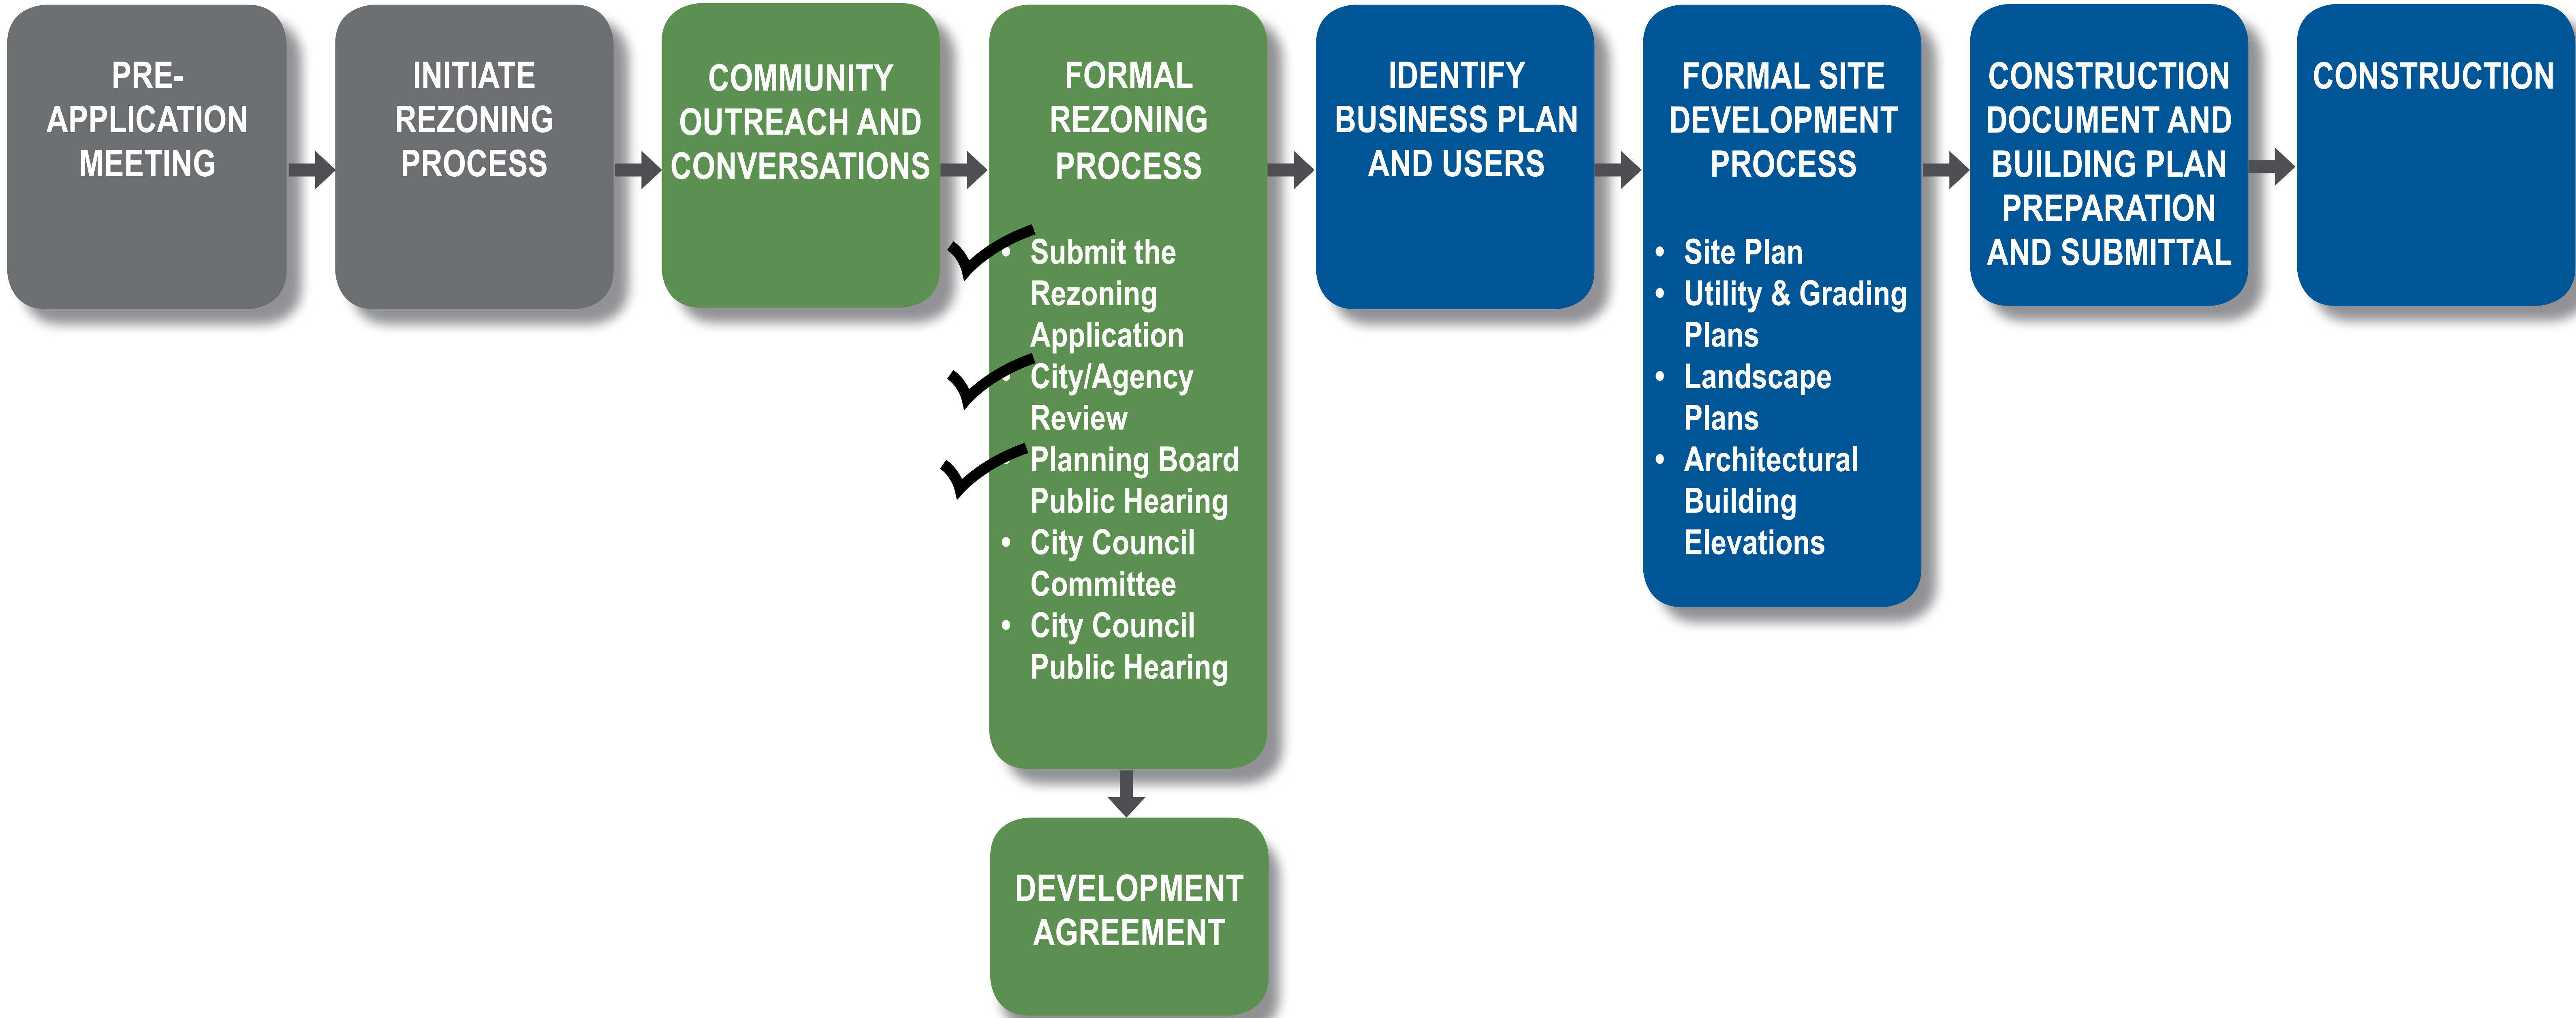 PRE-
APPLICATION
MEETING
INITIATE
REZONING
PROCESS
COMMUNITY
OUTREACH AND
CONVERSATIONS
FORMAL
REZONING
PROCESS
• Submit the
Rezoning
Application
• City/Agency
Review
• Planning Board
Public Hearing
• City Council
Committee
• City Council
Public Hearing
DEVELOPMENT
AGREEMENT
IDENTIFY
BUSINESS PLAN
AND USERS
FORMAL SITE
DEVELOPMENT
PROCESS
• Site Plan
• Utility & Grading
Plans
• Landscape
Plans
• Architectural
Building
Elevations
CONSTRUCTION
DOCUMENT AND
BUILDING PLAN
PREPARATION
AND SUBMITTAL
CONSTRUCTION